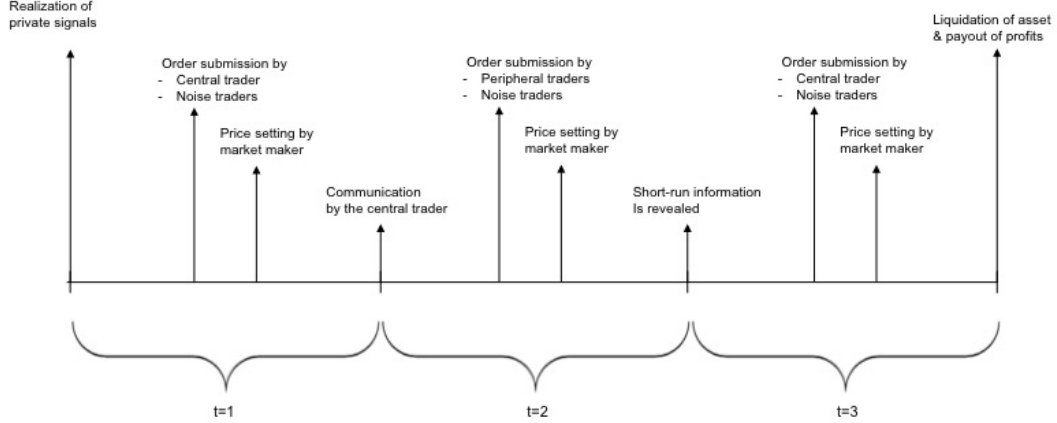 Realization of
private signals
Liquidation of asset
& payout of profits
Order submission by
- Central trader
- Noise traders
Price setting by
market maker
Communication
by the central trader
Order submission by
- Peripheral traders
- Noise traders
Price setting by
market maker
Short-run information
Is revealed
Order submission by
- Central trader
- Noise traders
Price setting by
market maker
t=1
t=2
t=3